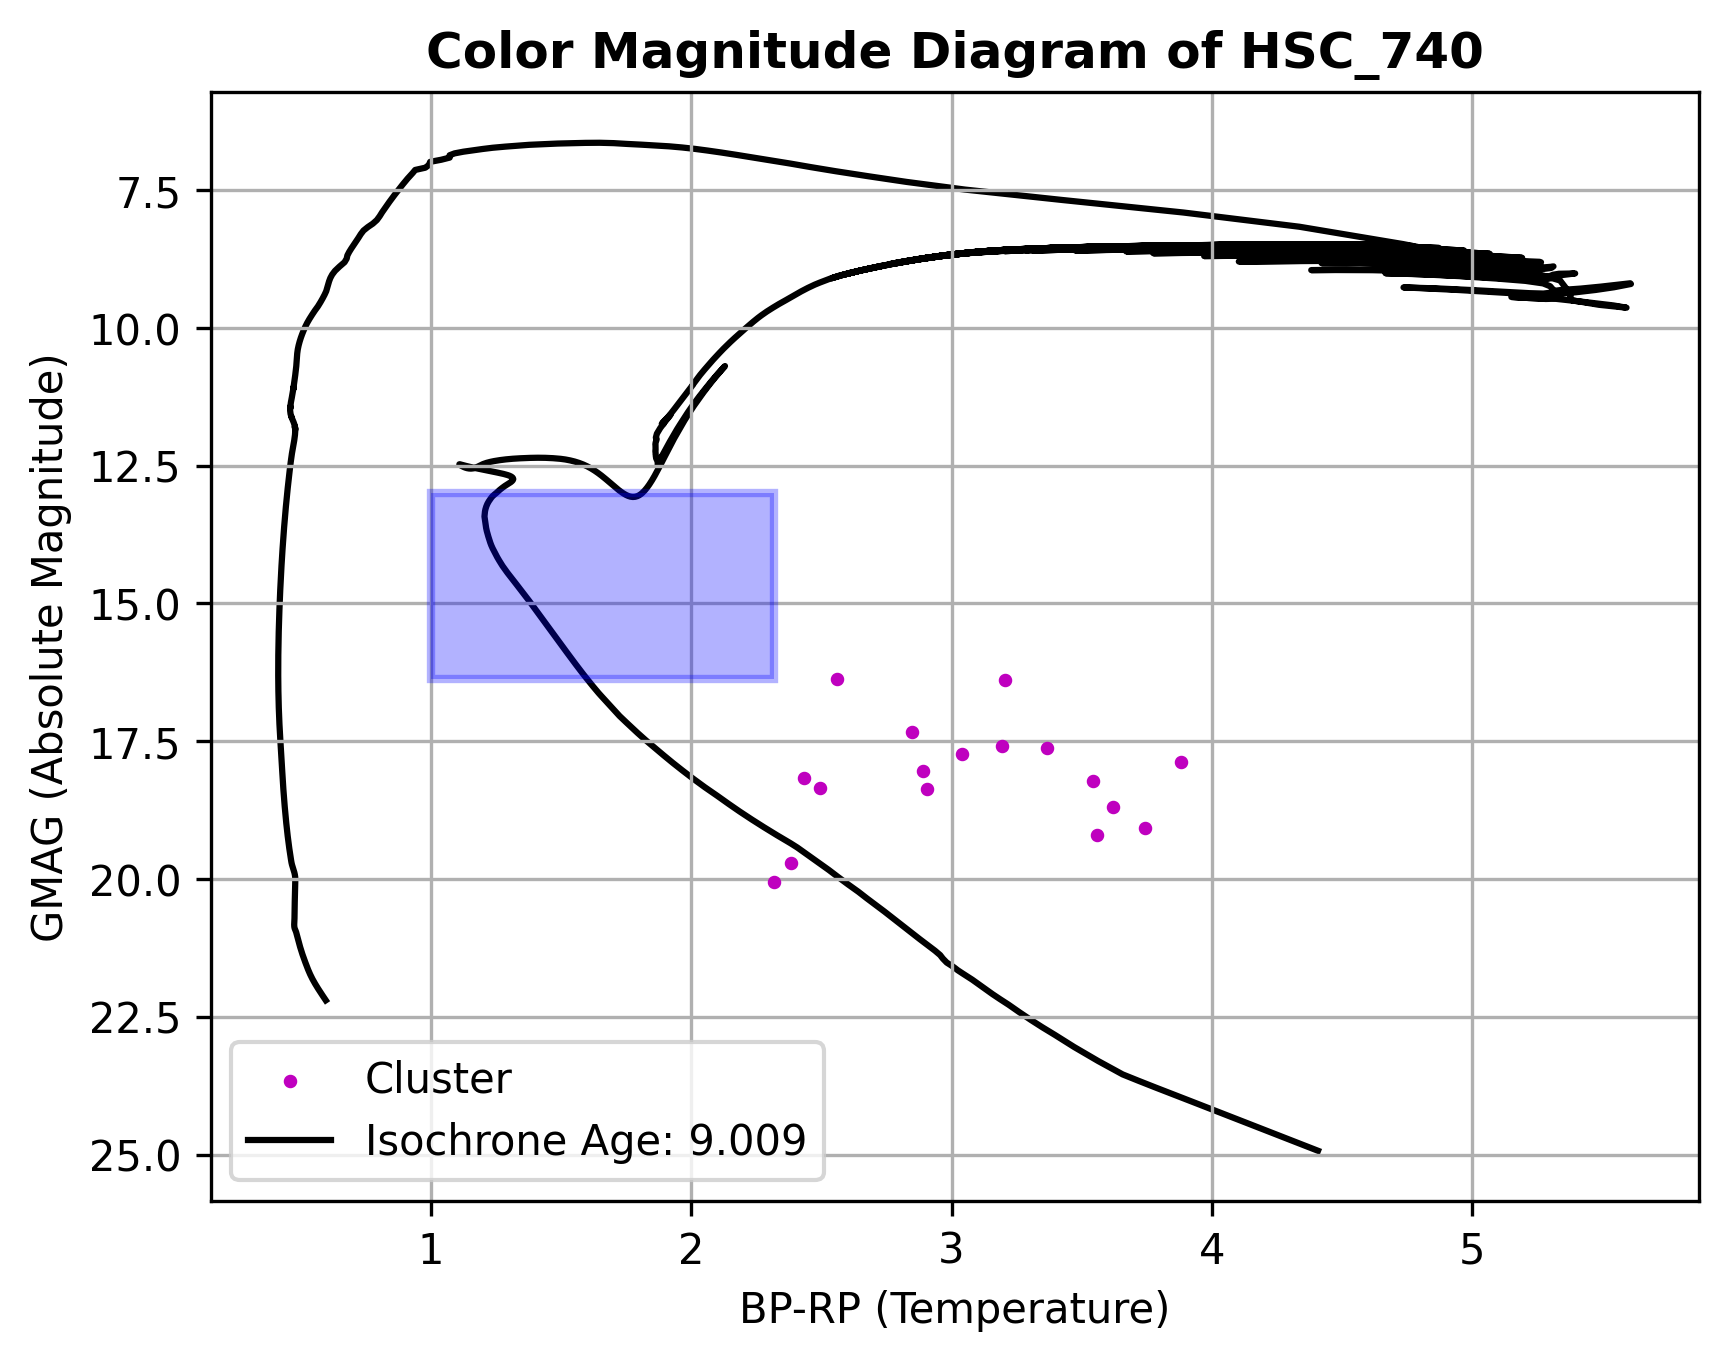 Color Magnitude Diagram of HSC_740
GMAG (Absolute Magnitude)
7.5
10.0
12.5
15.0
17.5
20.0
22.5
25.0
Cluster
Isochrone Age: 9.009
1 2 3 4 5
BP-RP (Temperature)